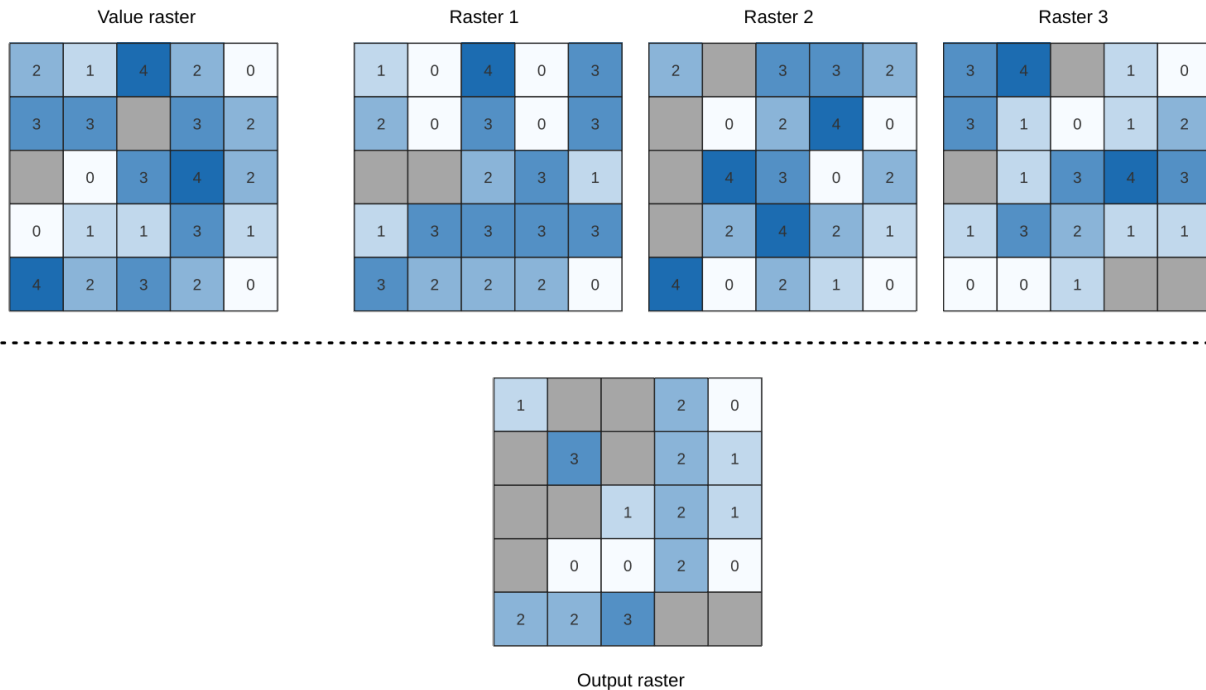 Value raster Raster 1 Raster 2 Raster 3
2 1 4 2 0 1 0 4 0 3 2 3 3 2 3 4 1 0
3 3 3 2 2 0 3 0 3 0 2 4 0 3 1 0 1 2
0 3 4 2 2 3 1 4 3 0 2 1 3 4 3
0 1 1 3 1 1 3 3 3 3 2 4 2 1 1 3 2 1 1
4 2 3 2 0 3 2 2 2 0 4 0 2 1 0 0 0 1
1 2 0
3 2 1
1 2 1
0 0 2 0
2 2 3
Output raster